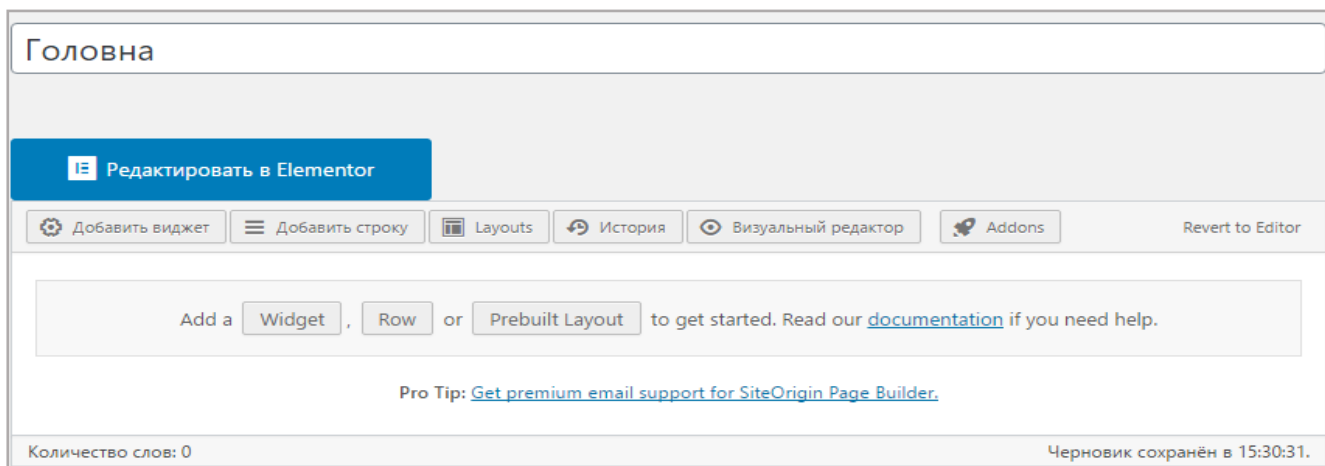 Головна
Редактировать в Elementor
Добавить виджет Добавить строку Layouts История Визуальный редактор Addons Revert to Editor
Add a Widget , Row or Prebuilt Layout to get started. Read our documentation if you need help.
Pro Tip: Get premium email support for SiteOrigin Page Builder.
Количество слов: 0 Черновик сохранён в 15:30:31.